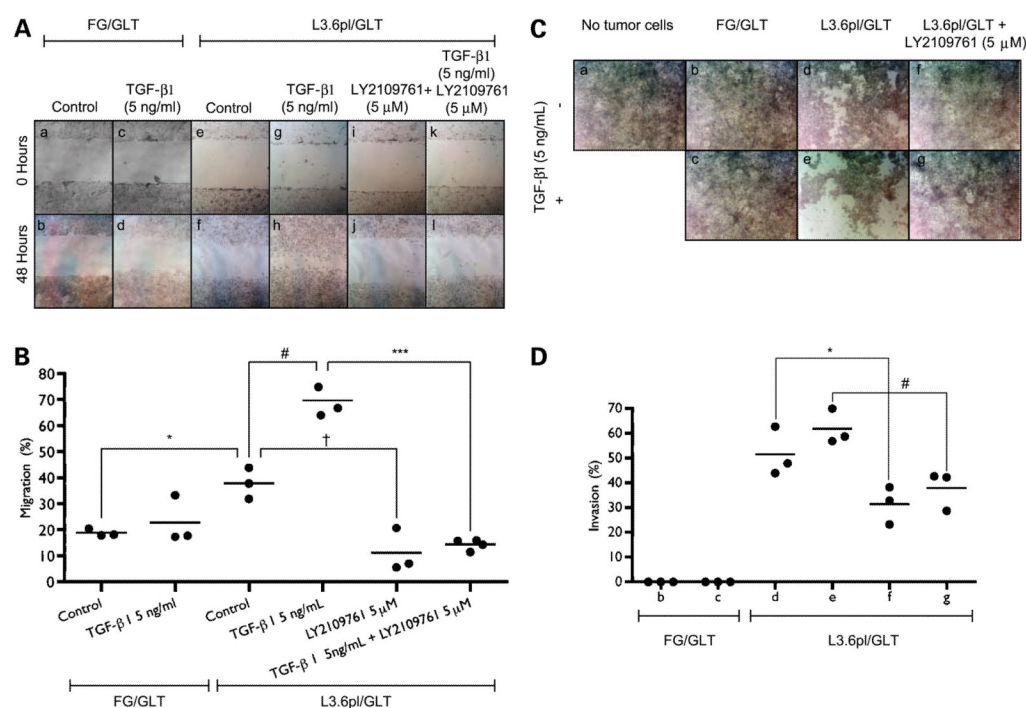 A
FG/GLT
L3.6pl/GLT
Control
TGF-β1
(5 ng/ml)
Control
TGF-β1
(5 ng/ml)
LY2109761
(5 μM)
TGF-β1
(5 ng/ml)
+ LY2109761
(5 μM)
0 Hours
48 Hours
a
c
e
g
i
k
b
d
f
h
j
l
B
Migration (%)
80
70
60
50
40
30
20
10
0
*
#
***
†
Control
TGF-β1 5 ng/ml
Control
TGF-β1 5 ng/mL
LY2109761 5 μM
TGF-β 1 5ng/mL + LY2109761 5 μM
FG/GLT
L3.6pl/GLT
C
No tumor cells
FG/GLT
L3.6pl/GLT
L3.6pl/GLT +
LY2109761 (5 μM)
TGF-β1 (5 ng/mL)
-
+
a
b
d
f
c
e
g
D
Invasion (%)
70
60
50
40
30
20
10
0
*
#
b
c
d
e
f
g
FG/GLT
L3.6pl/GLT